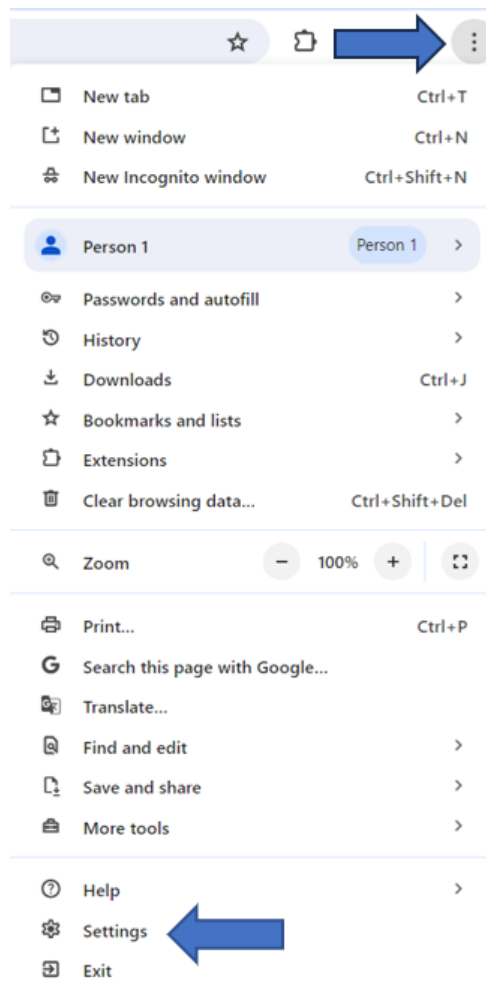 New tab Ctrl+T
New window Ctrl+N
New Incognito window Ctrl+Shift+N
Person 1 Person 1
Passwords and autofill
History
Downloads Ctrl+J
Bookmarks and lists
Extensions
Clear browsing data... Ctrl+Shift+Del
Zoom - 100% +
Print... Ctrl+P
Search this page with Google...
Translate...
Find and edit
Save and share
More tools
Help
Settings
Exit